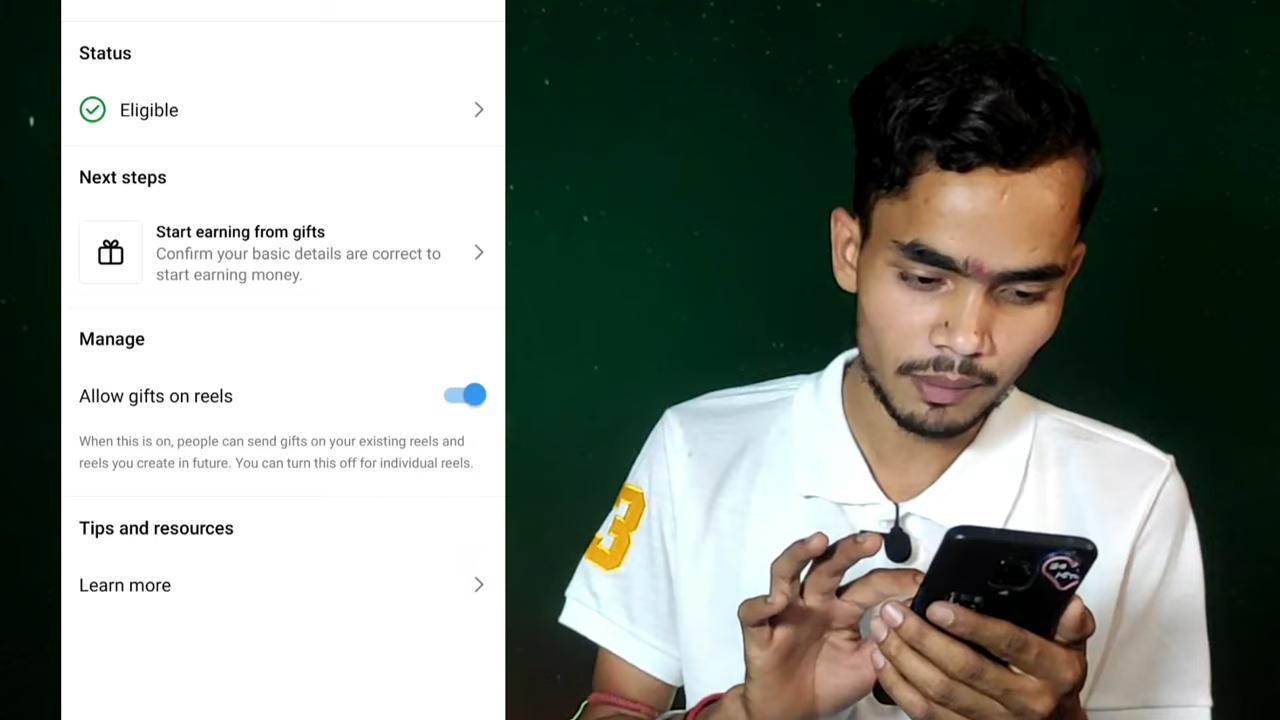 Status
Eligible
Next steps
Start earning from gifts
Confirm your basic details are correct to
start earning money.
Manage
Allow gifts on reels
When this is on, people can send gifts on your existing reels and
reels you create in future. You can turn this off for individual reels.
Tips and resources
Learn more
3